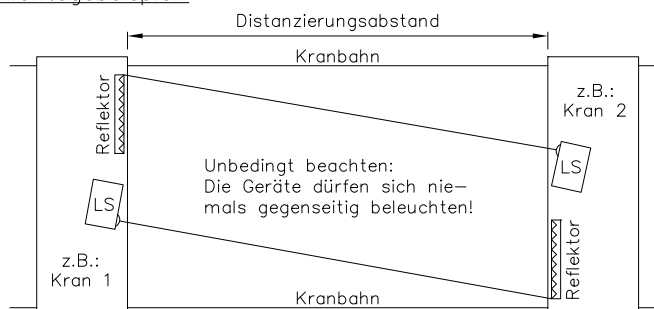 Distanzierungsabstand
Kranbahn
Reflektor
z.B.:
Kran 2
LS
Unbedingt beachten:
Die Geräte dürfen sich nie–
mals gegenseitig beleuchten!
LS
z.B.:
Kran 1
Reflektor
Kranbahn